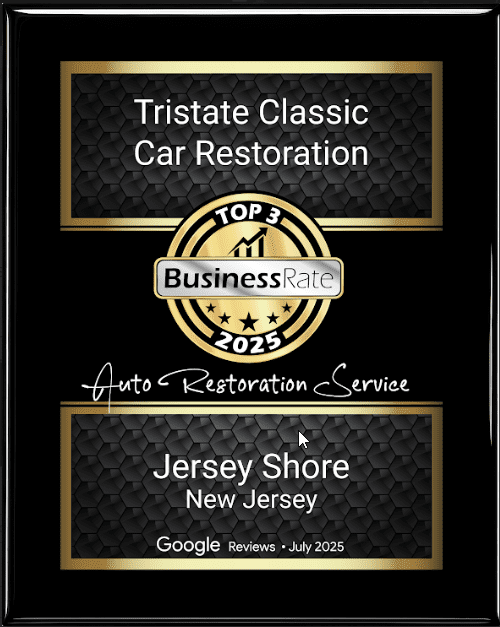 Tristate Classic
Car Restoration
TOP 3
BusinessRate
2025
Auto Restoration Service
Jersey Shore
New Jersey
Google Reviews • July 2025